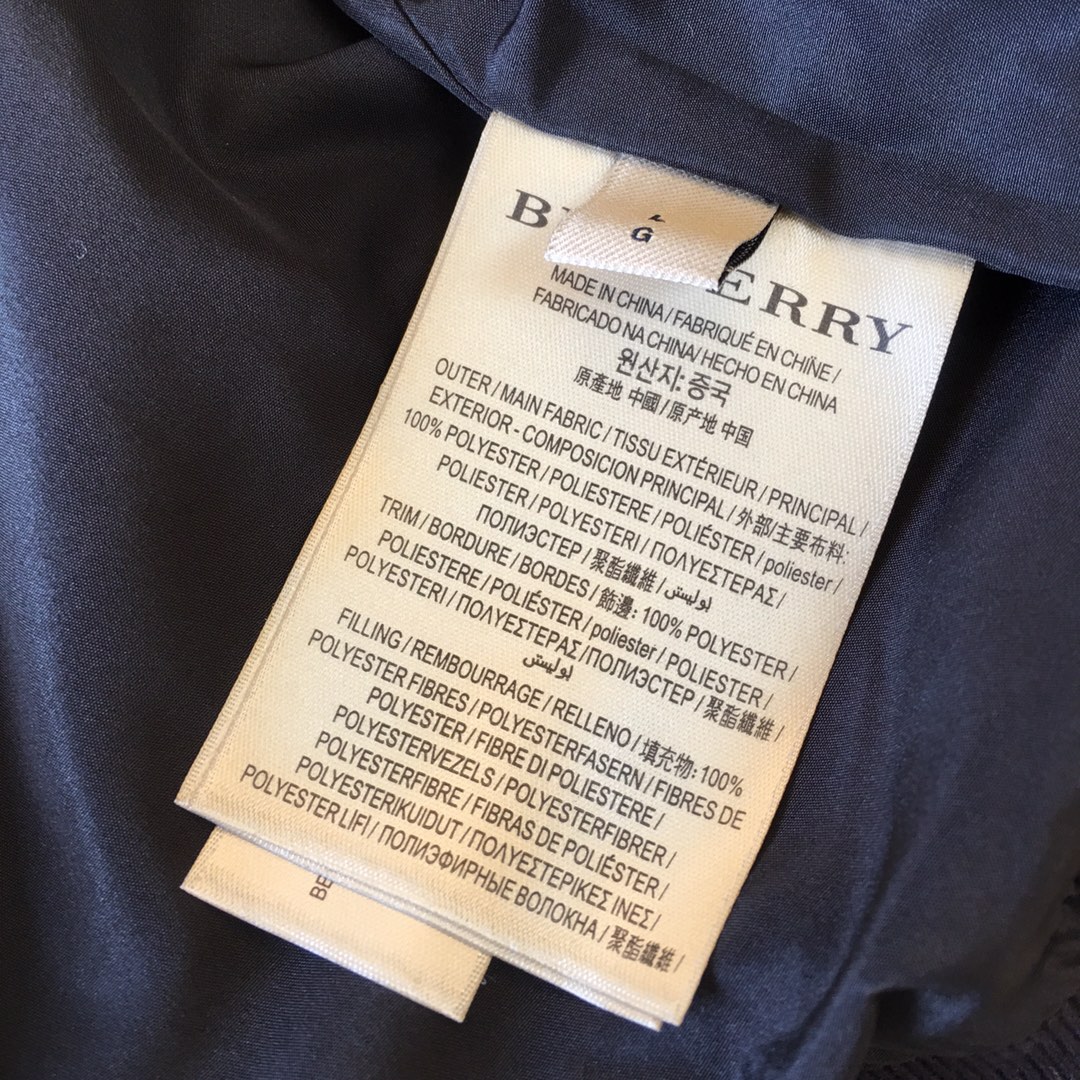 G
MADE IN CHINA / FABRIQUÉ EN CHINE /
FABRICADO NA CHINA/ HECHO EN CHINA
원산지: 중국
原產地 中國 / 原产地 中国
OUTER / MAIN FABRIC / TISSU EXTÉRIEUR / PRINCIPAL /
EXTERIOR - COMPOSICION PRINCIPAL / 外部/主要布料:
100% POLYESTER / POLIESTERE / POLIÉSTER / poliester /
POLIESTER / POLYESTERI / ΠΟΛΥΕΣΤΕΡΑΣ /
ПОЛИЭСТЕР / 聚酯纖維 /
TRIM / BORDURE / BORDES / 飾邊: 100% POLYESTER /
POLIESTERE / POLIÉSTER / poliester / POLIESTER /
POLYESTERI / ΠΟΛΥΕΣΤΕΡΑΣ/ПОЛИЭСТЕР / 聚酯纖維 /
FILLING / REMBOURRAGE / RELLENO / 填充物: 100%
POLYESTER FIBRES / POLYESTERFASERN / FIBRES DE
POLYESTER / FIBRE DI POLIESTERE /
POLYESTERVEZELS / POLYESTERFIBRER /
POLYESTERFIBRE / FIBRAS DE POLIÉSTER /
POLYESTERIKUIDUT / ΠΟΛΥΕΣΤΕΡΙΚΕΣ ΙΝΕΣ /
POLYESTER LIFI / ПОЛИЭФИРНЫЕ ВОЛОКНА / 聚酯纖維 /